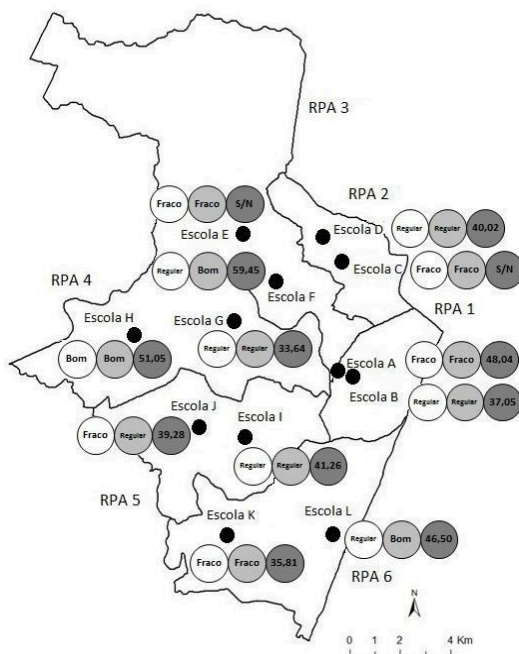 RPA 3
Fraco Fraco S/N
RPA 2
Escola E
Escola D
Regular Regular 40,02
Regular Bom 59,45
Escola C
Fraco Fraco S/N
RPA 4
Escola F
RPA 1
Escola H
Escola G
Bom Bom 51,05
Regular Regular 33,64
Escola A
Fraco Fraco 48,04
Escola B
Regular Regular 37,05
Escola J
Escola I
Fraco Regular 39,28
Regular Regular 41,26
RPA 5
Escola K
Escola L
Regular Bom 46,50
Fraco Fraco 35,81
RPA 6
N
0 1 2 4 Km